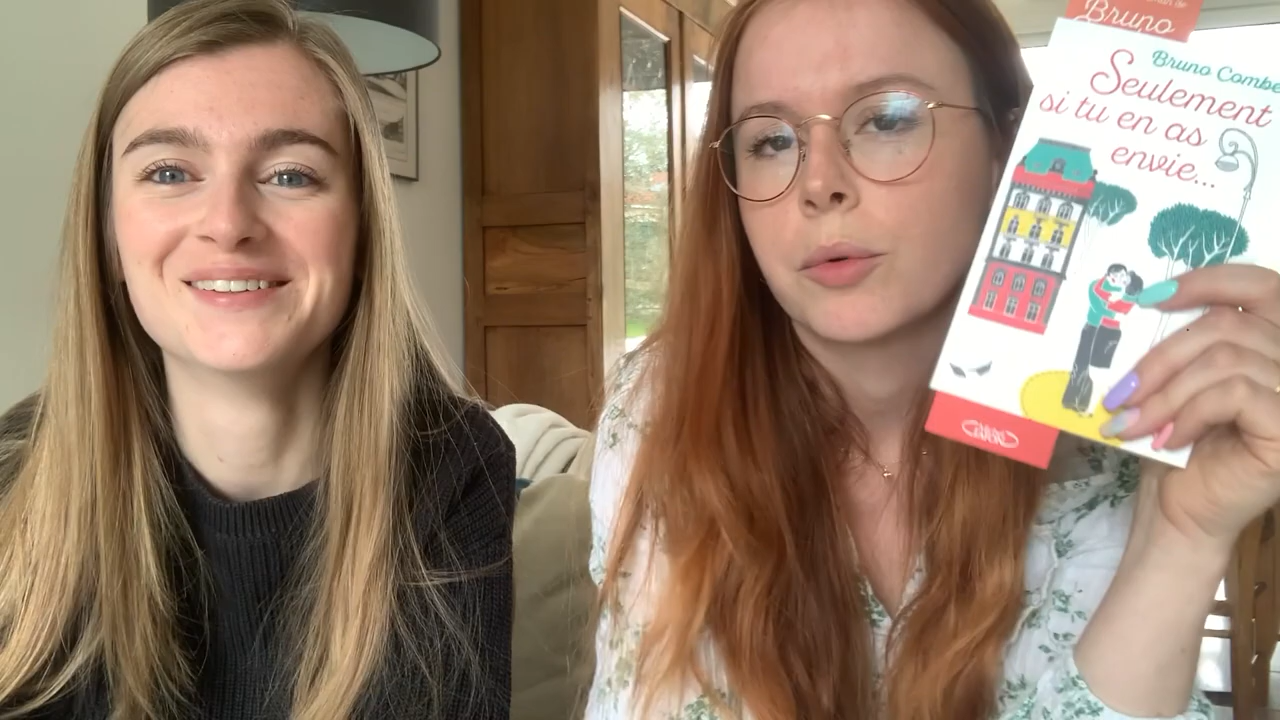 Bruno
Bruno Combe
Seulement
si tu en as
envie...